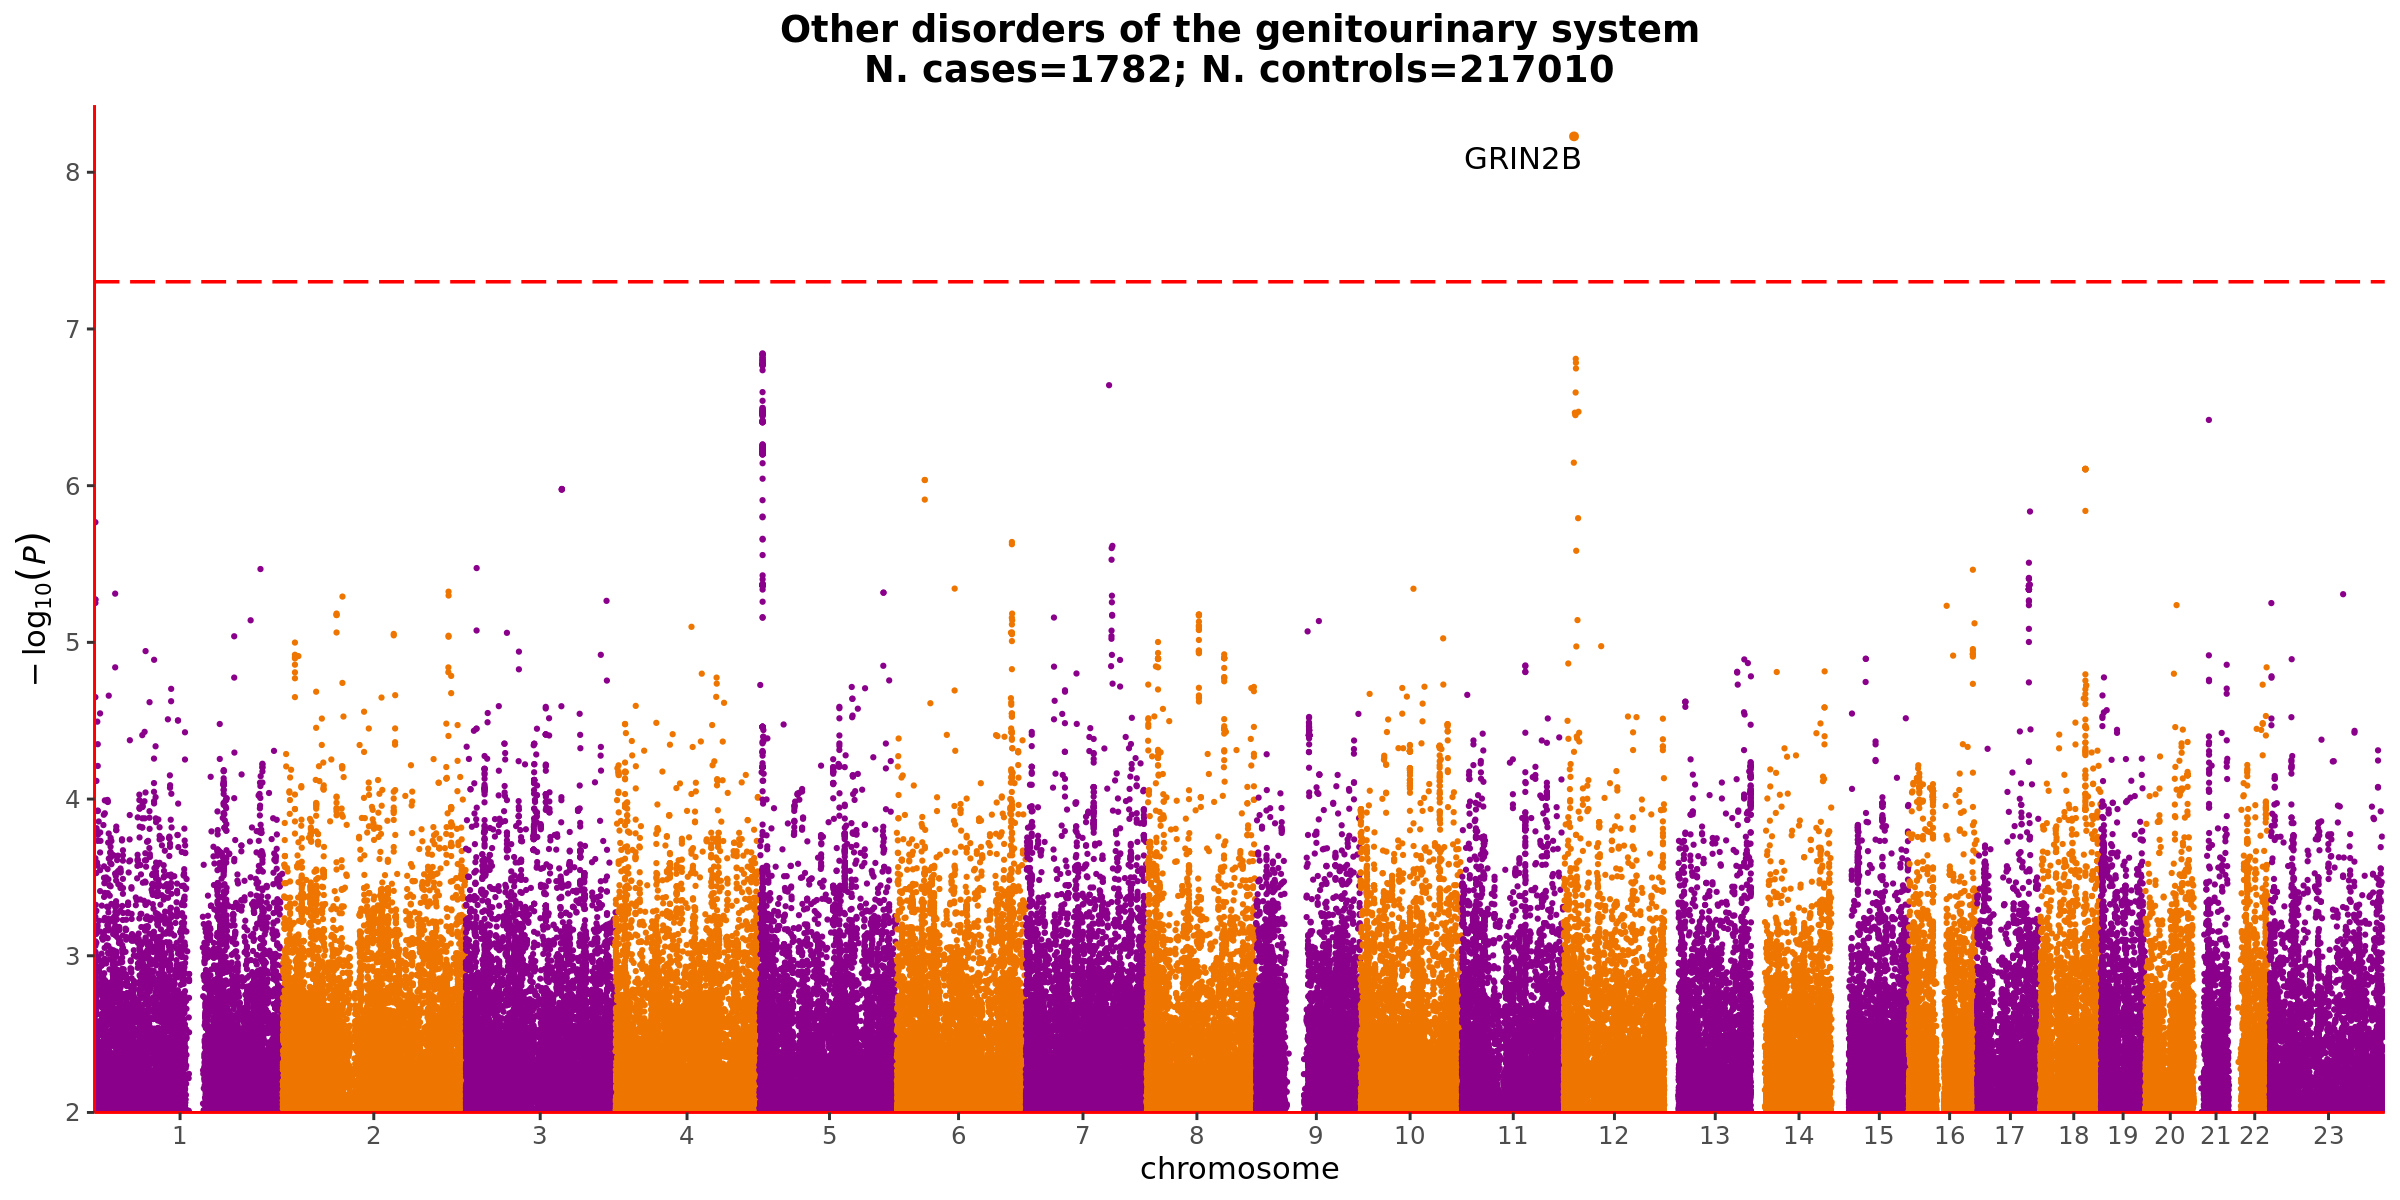 Other disorders of the genitourinary system
N. cases=1782; N. controls=217010
GRIN2B
8
7
6
5
4
3
2
−log₁₀(P)
1 2 3 4 5 6 7 8 9 10 11 12 13 14 15 16 17 18 19 20 21 22 23
chromosome